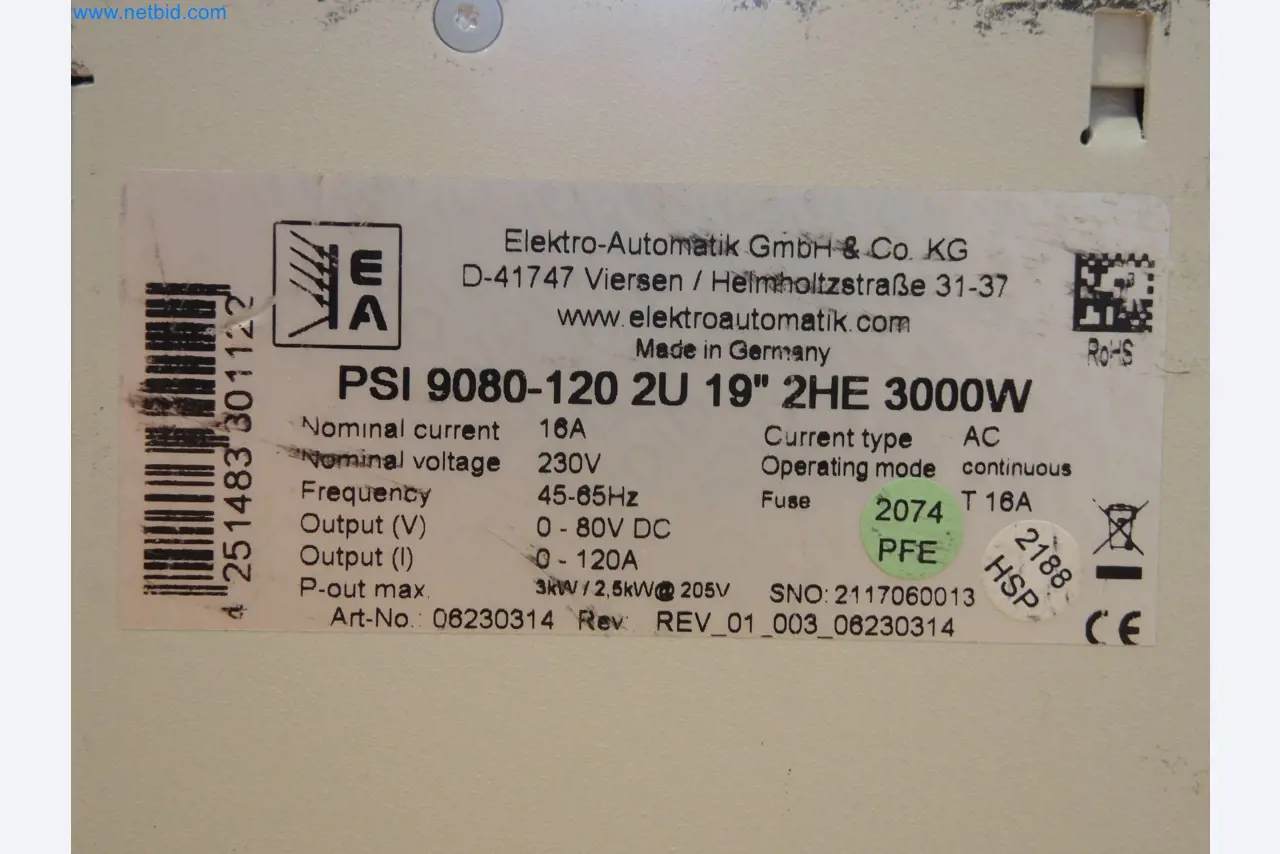 www.netbid.com
EA
Elektro-Automatik GmbH & Co. KG
D-41747 Viersen / Helmholtzstraße 31-37
www.elektroautomatik.com
Made in Germany
RoHS
PSI 9080-120 2U 19" 2HE 3000W
Nominal current 16A Current type AC
Nominal voltage 230V Operating mode continuous
Frequency 45-65Hz Fuse T 16A
Output (V) 0 - 80V DC
Output (I) 0 - 120A
P-out max. 3kW / 2,5kW@ 205V SNO: 2117060013
Art-No.: 06230314 Rev: REV_01_003_06230314
4 251483 301122
2074
PFE
2188
HSP
CE